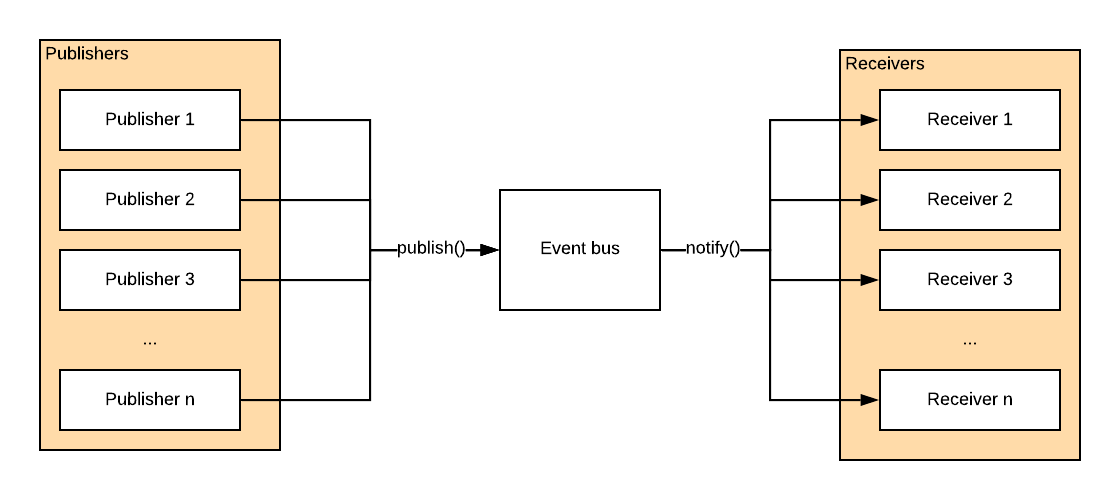 Publishers
Publisher 1
Publisher 2
Publisher 3
...
Publisher n
publish()
Event bus
notify()
Receivers
Receiver 1
Receiver 2
Receiver 3
...
Receiver n